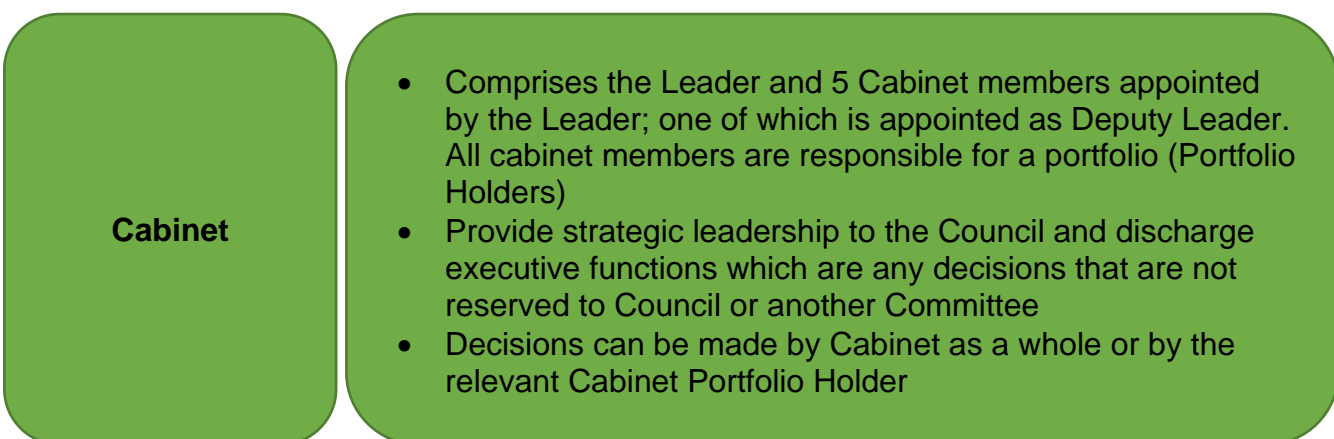 Cabinet
• Comprises the Leader and 5 Cabinet members appointed
by the Leader; one of which is appointed as Deputy Leader.
All cabinet members are responsible for a portfolio (Portfolio
Holders)
• Provide strategic leadership to the Council and discharge
executive functions which are any decisions that are not
reserved to Council or another Committee
• Decisions can be made by Cabinet as a whole or by the
relevant Cabinet Portfolio Holder